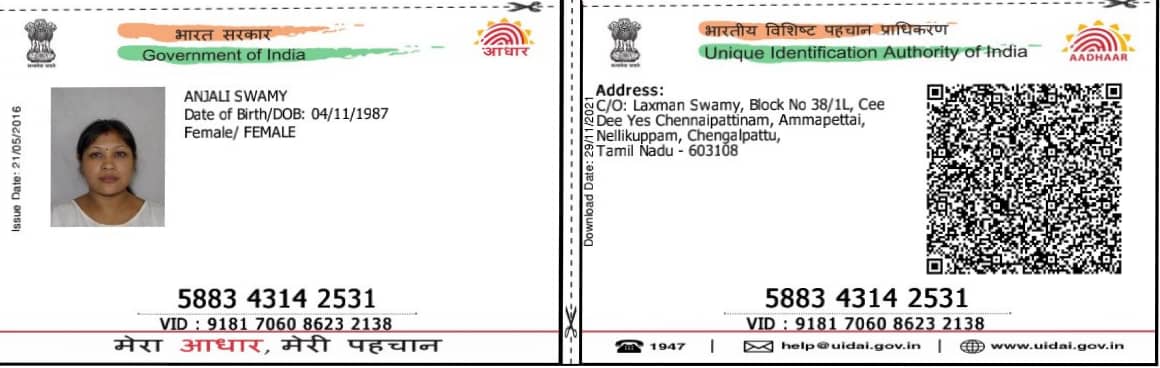 भारत सरकार
Government of India
आधार
सत्यमेव जयते
Issue Date: 21/05/2016
ANJALI SWAMY
Date of Birth/DOB: 04/11/1987
Female/ FEMALE
5883 4314 2531
VID : 9181 7060 8623 2138
मेरा आधार, मेरी पहचान
भारतीय विशिष्ट पहचान प्राधिकरण
Unique Identification Authority of India
AADHAAR
सत्यमेव जयते
Download Date: 29/11/2021
Address:
C/O: Laxman Swamy, Block No 38/1L, Cee
Dee Yes Chennaipattinam, Ammapettai,
Nellikuppam, Chengalpattu,
Tamil Nadu - 603108
5883 4314 2531
VID : 9181 7060 8623 2138
1947 | help@uidai.gov.in | www.uidai.gov.in